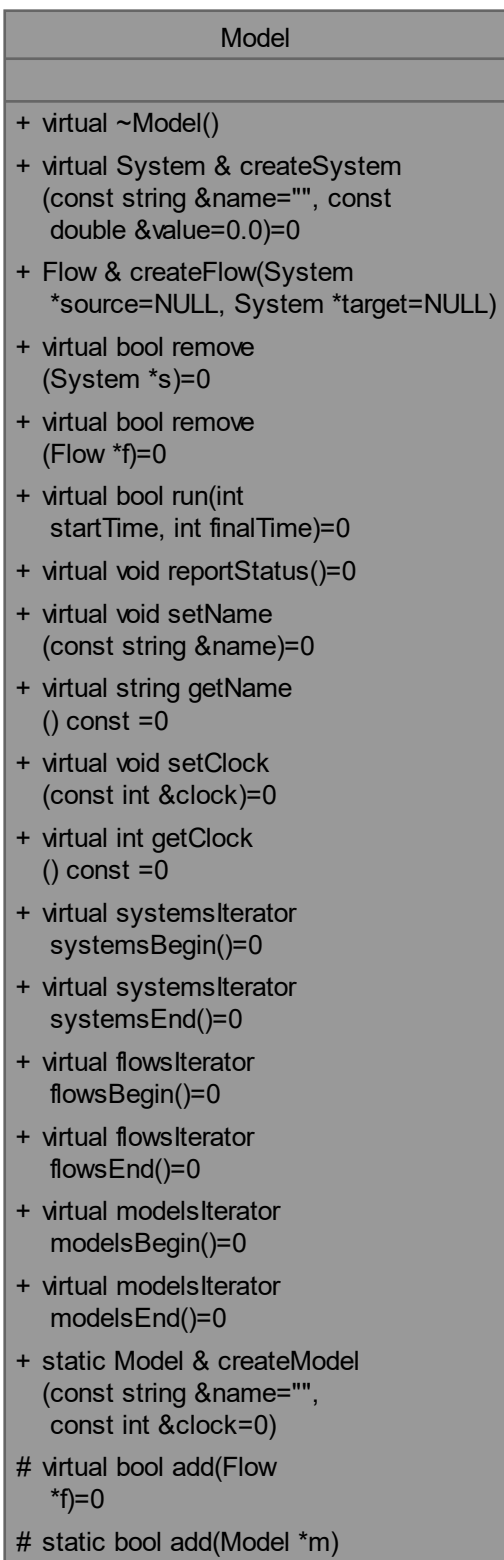 Model
+ virtual ~Model()
+ virtual System & createSystem
(const string &name="", const
double &value=0.0)=0
+ Flow & createFlow(System
*source=NULL, System *target=NULL)
+ virtual bool remove
(System *s)=0
+ virtual bool remove
(Flow *f)=0
+ virtual bool run(int
startTime, int finalTime)=0
+ virtual void reportStatus()=0
+ virtual void setName
(const string &name)=0
+ virtual string getName
() const =0
+ virtual void setClock
(const int &clock)=0
+ virtual int getClock
() const =0
+ virtual systemsIterator
systemsBegin()=0
+ virtual systemsIterator
systemsEnd()=0
+ virtual flowsIterator
flowsBegin()=0
+ virtual flowsIterator
flowsEnd()=0
+ virtual modelsIterator
modelsBegin()=0
+ virtual modelsIterator
modelsEnd()=0
+ static Model & createModel
(const string &name="",
const int &clock=0)
# virtual bool add(Flow
*f)=0
# static bool add(Model *m)